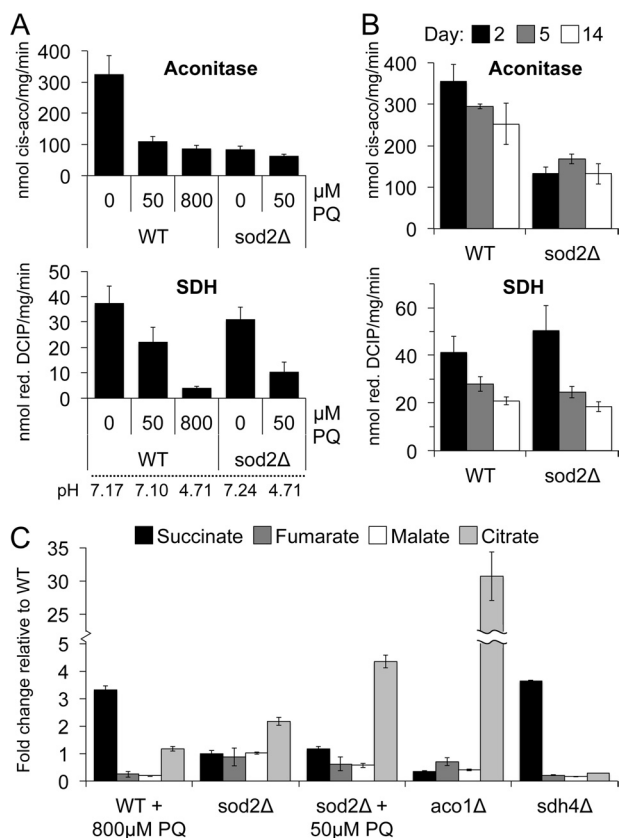 A
B
Day: 2 5 14
Aconitase
nmol cis-aco/mg/min
400
300
200
100
0
0 50 800 0 50 µM
PQ
WT sod2Δ
Aconitase
nmol cis-aco/mg/min
400
300
200
100
0
WT sod2Δ
SDH
nmol red. DCIP/mg/min
50
40
30
20
10
0
0 50 800 0 50 µM
PQ
WT sod2Δ
pH 7.17 7.10 4.71 7.24 4.71
SDH
nmol red. DCIP/mg/min
60
40
20
0
WT sod2Δ
C
Succinate Fumarate Malate Citrate
Fold change relative to WT
35
30
25
5
4
3
2
1
0
WT + sod2Δ sod2Δ + aco1Δ sdh4Δ
800µM PQ 50µM PQ